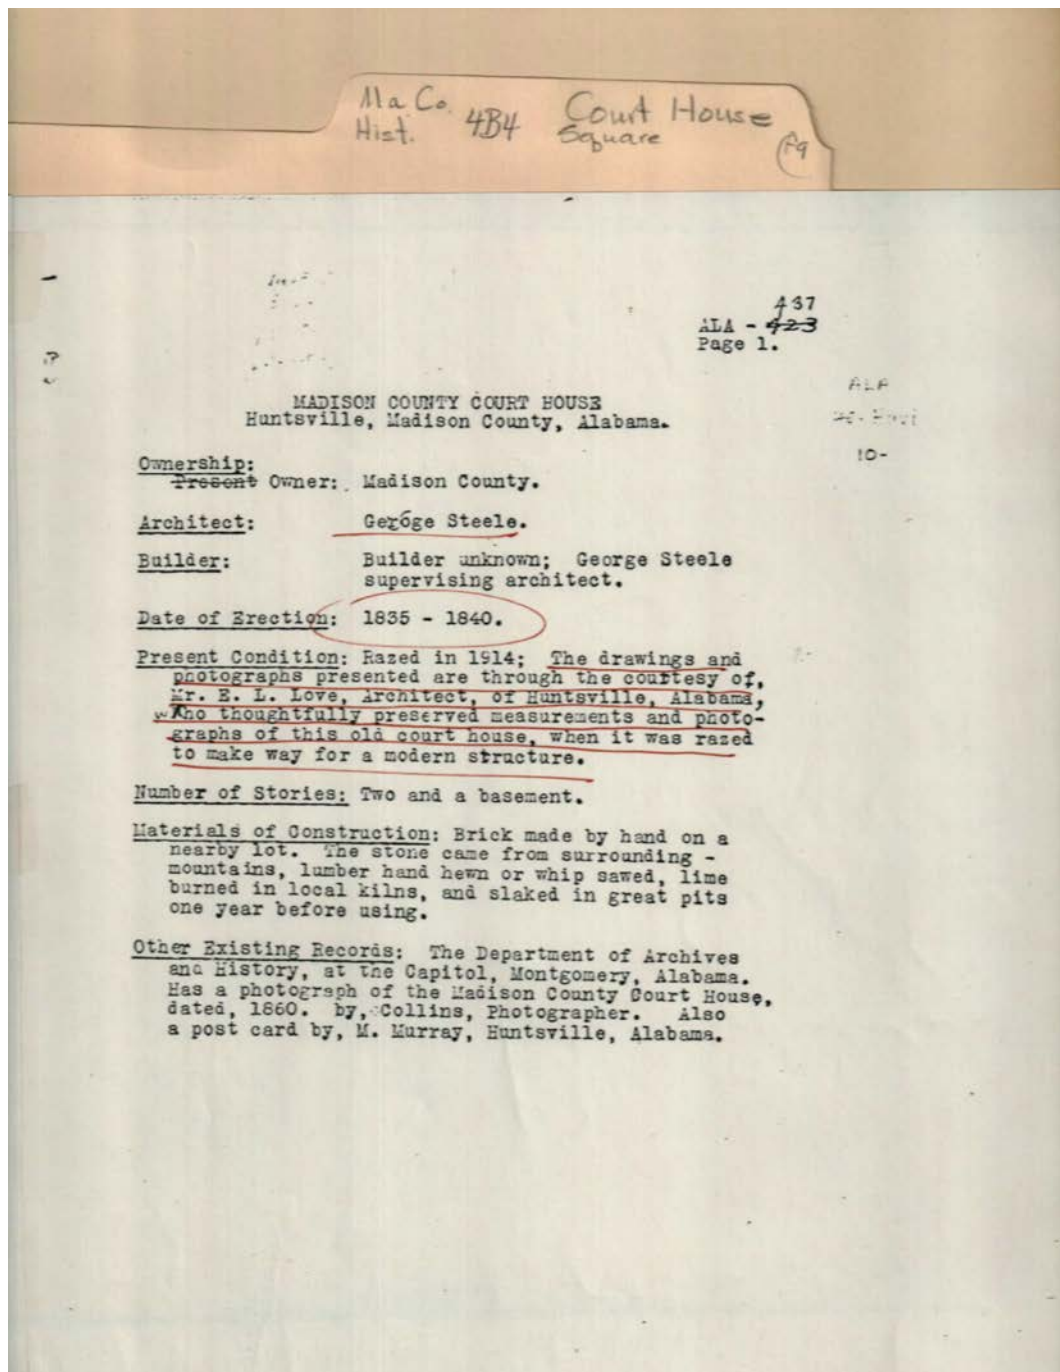 Ma Co. 4B4 Court House
Hist. Square
437
ALA - 423
Page 1.
ALA
10-
MADISON COUNTY COURT HOUSE
Huntsville, Madison County, Alabama.
Ownership:
Present Owner: Madison County.
Architect: Geroge Steele.
Builder: Builder unknown; George Steele
supervising architect.
Date of Erection: 1835 - 1840.
Present Condition: Razed in 1914; The drawings and
photographs presented are through the courtesy of,
Mr. E. L. Love, Architect, of Huntsville, Alabama,
who thoughtfully preserved measurements and photo-
graphs of this old court house, when it was razed
to make way for a modern structure.
Number of Stories: Two and a basement.
Materials of Construction: Brick made by hand on a
nearby lot. The stone came from surrounding -
mountains, lumber hand hewn or whip sawed, lime
burned in local kilns, and slaked in great pits
one year before using.
Other Existing Records: The Department of Archives
and History, at the Capitol, Montgomery, Alabama.
Has a photograph of the Madison County Court House,
dated, 1860. by, Collins, Photographer. Also
a post card by, M. Murray, Huntsville, Alabama.